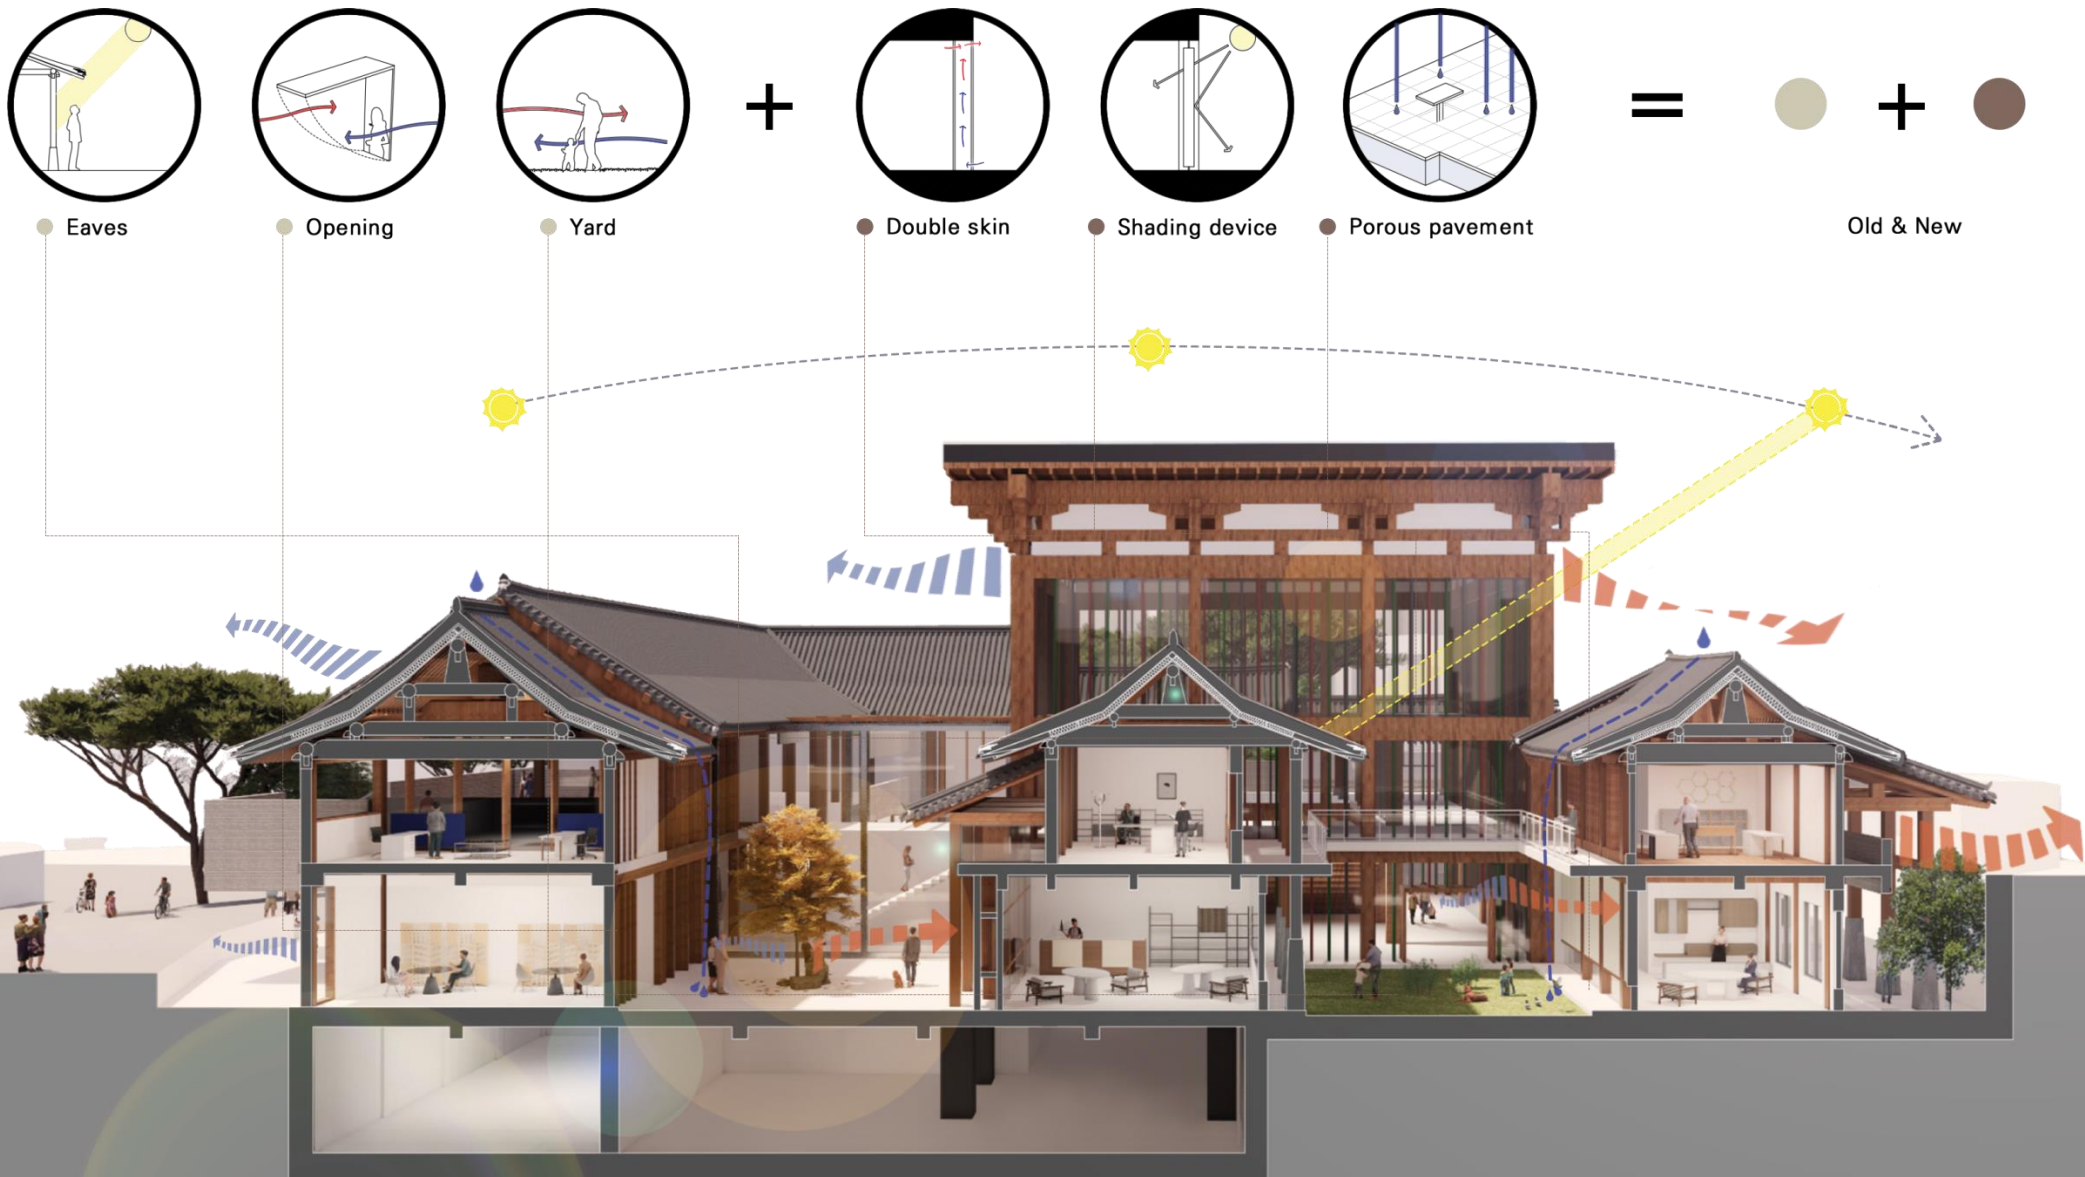 Eaves
Opening
Yard
+
Double skin
Shading device
Porous pavement
=
+
Old & New